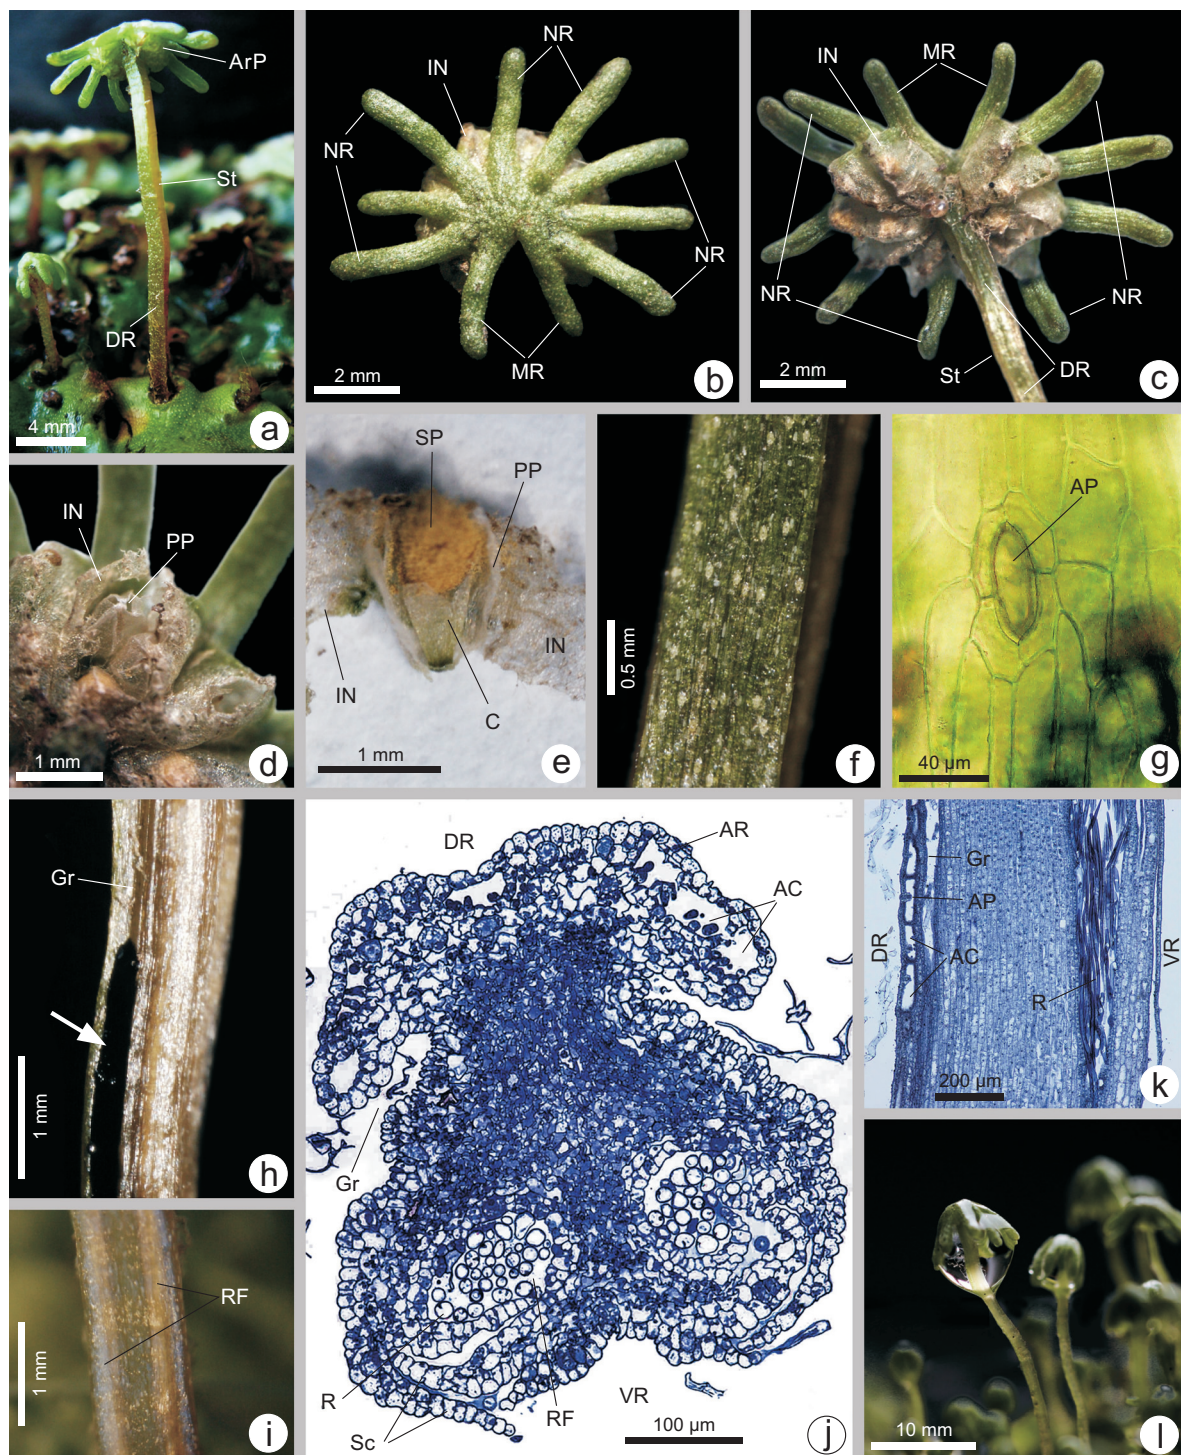 ArP
St
DR
4 mm
a
NR
IN
NR
NR
MR
2 mm
b
MR
IN
NR
NR
St
DR
2 mm
c
IN
PP
1 mm
d
SP
PP
IN
IN
C
1 mm
e
0.5 mm
f
AP
40 µm
g
Gr
1 mm
h
RF
1 mm
i
DR
AR
AC
Gr
R
Sc
RF
VR
100 µm
j
Gr
AP
DR
AC
VR
R
200 µm
k
10 mm
l